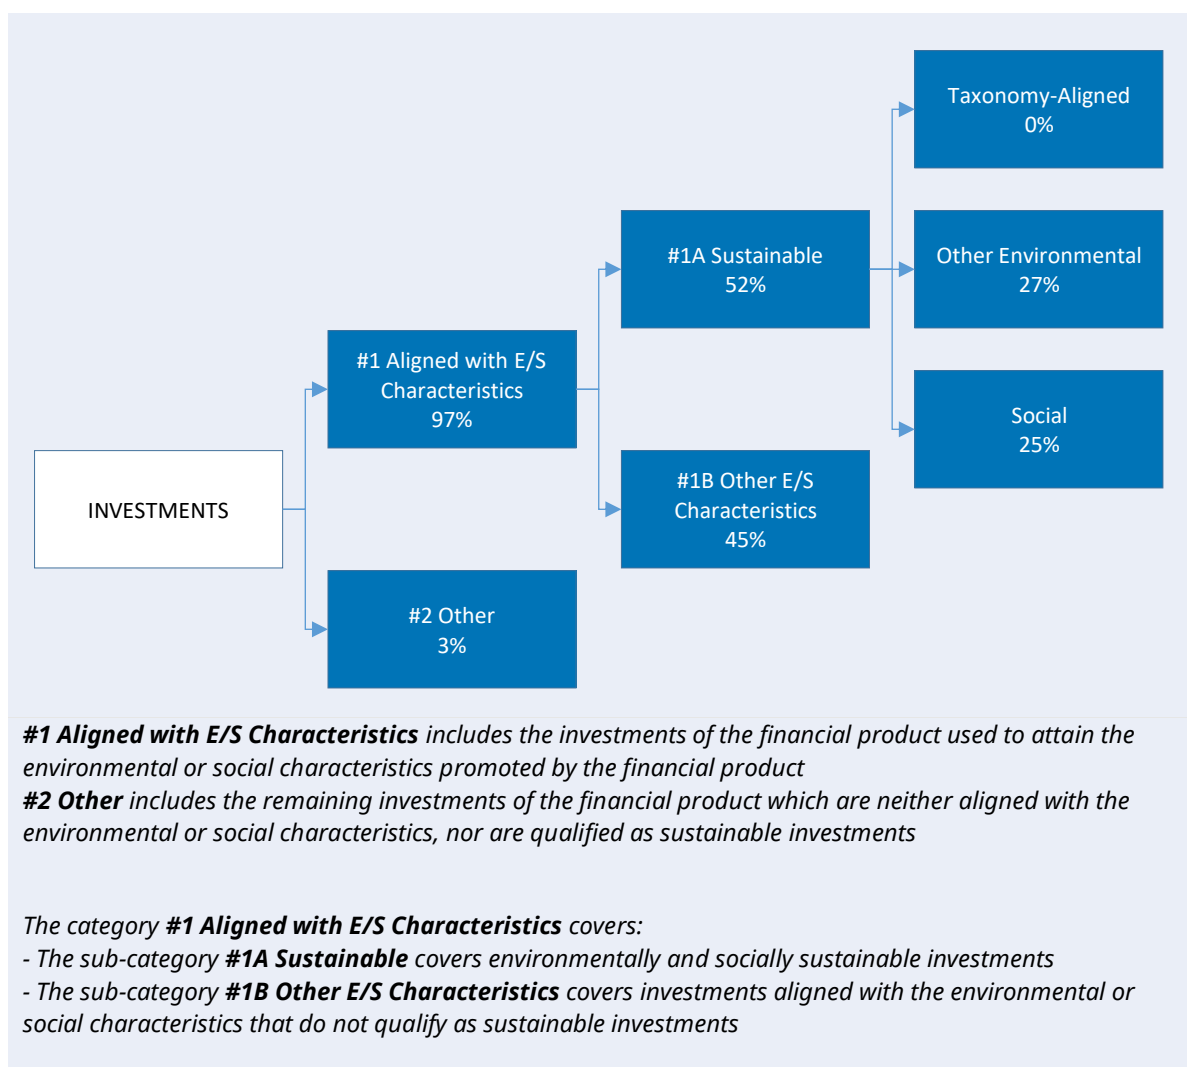 Taxonomy-Aligned
0%
#1A Sustainable
52%
Other Environmental
27%
#1 Aligned with E/S
Characteristics
97%
Social
25%
INVESTMENTS
#1B Other E/S
Characteristics
45%
#2 Other
3%
#1 Aligned with E/S Characteristics includes the investments of the financial product used to attain the
environmental or social characteristics promoted by the financial product
#2 Other includes the remaining investments of the financial product which are neither aligned with the
environmental or social characteristics, nor are qualified as sustainable investments
The category #1 Aligned with E/S Characteristics covers:
- The sub-category #1A Sustainable covers environmentally and socially sustainable investments
- The sub-category #1B Other E/S Characteristics covers investments aligned with the environmental or
social characteristics that do not qualify as sustainable investments